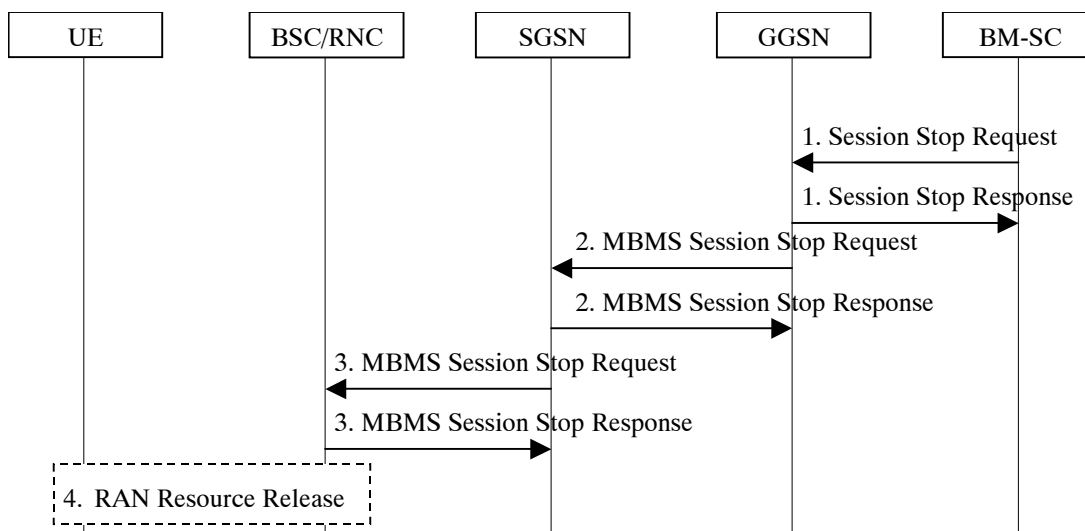 UE
BSC/RNC
SGSN
GGSN
BM-SC
1. Session Stop Request
1. Session Stop Response
2. MBMS Session Stop Request
2. MBMS Session Stop Response
3. MBMS Session Stop Request
3. MBMS Session Stop Response
4. RAN Resource Release